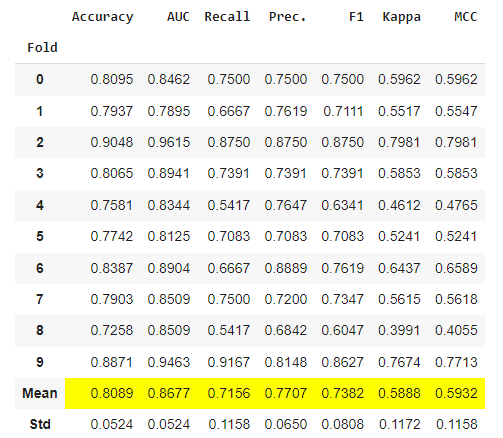 Accuracy AUC Recall Prec. F1 Kappa MCC
Fold
0 0.8095 0.8462 0.7500 0.7500 0.7500 0.5962 0.5962
1 0.7937 0.7895 0.6667 0.7619 0.7111 0.5517 0.5547
2 0.9048 0.9615 0.8750 0.8750 0.8750 0.7981 0.7981
3 0.8065 0.8941 0.7391 0.7391 0.7391 0.5853 0.5853
4 0.7581 0.8344 0.5417 0.7647 0.6341 0.4612 0.4765
5 0.7742 0.8125 0.7083 0.7083 0.7083 0.5241 0.5241
6 0.8387 0.8904 0.6667 0.8889 0.7619 0.6437 0.6589
7 0.7903 0.8509 0.7500 0.7200 0.7347 0.5615 0.5618
8 0.7258 0.8509 0.5417 0.6842 0.6047 0.3991 0.4055
9 0.8871 0.9463 0.9167 0.8148 0.8627 0.7674 0.7713
Mean 0.8089 0.8677 0.7156 0.7707 0.7382 0.5888 0.5932
Std 0.0524 0.0524 0.1158 0.0650 0.0808 0.1172 0.1158